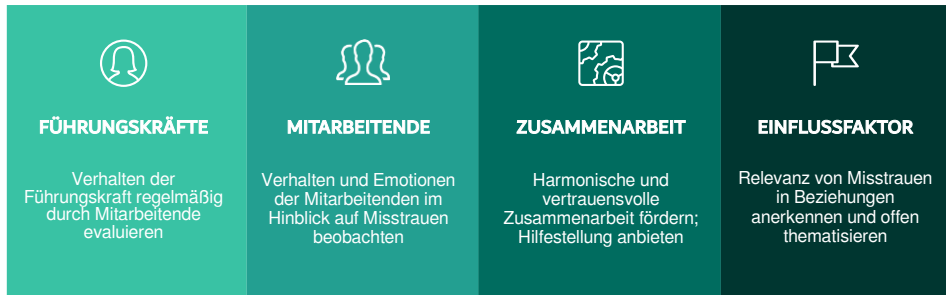 FÜHRUNGSKRÄFTE
Verhalten der
Führungskraft regelmäßig
durch Mitarbeitende
evaluieren
MITARBEITENDE
Verhalten und Emotionen
der Mitarbeitenden im
Hinblick auf Misstrauen
beobachten
ZUSAMMENARBEIT
Harmonische und
vertrauensvolle
Zusammenarbeit fördern;
Hilfestellung anbieten
EINFLUSSFAKTOR
Relevanz von Misstrauen
in Beziehungen
anerkennen und offen
thematisieren